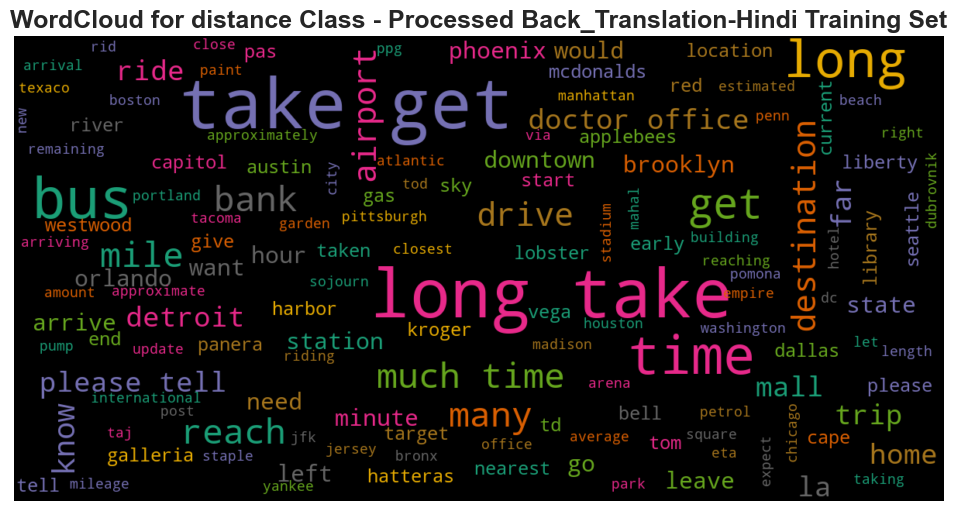 WordCloud for distance Class - Processed Back_Translation-Hindi Training Set
rid close pas ppg phoenix would location long
arrival ride paint mcdonalds red estimated
texaco boston take get airport manhattan doctor office penn current beach
new river approximately via applebees right
remaining capitol austin city atlantic downtown brooklyn destination liberty
bus portland bank gas tod sky start mahal get far library seattle dubrovnik
westwood tacoma garden pittsburgh drive stadium building hotel
arriving mile give hour taken closest lobster early reaching
orlando want sojourn long take pomona dc
amount approximate harbor vega empire state
arrive detroit kroger houston washington
pump end update panera station riding madison time dallas let length
please tell much time arena mall please
international need minute many bell petrol trip
know post reach jfk target td average square chicago cape
taj galleria staple jersey bronx office tom eta home
tell mileage left hatteras nearest go leave expect la taking
yankee park